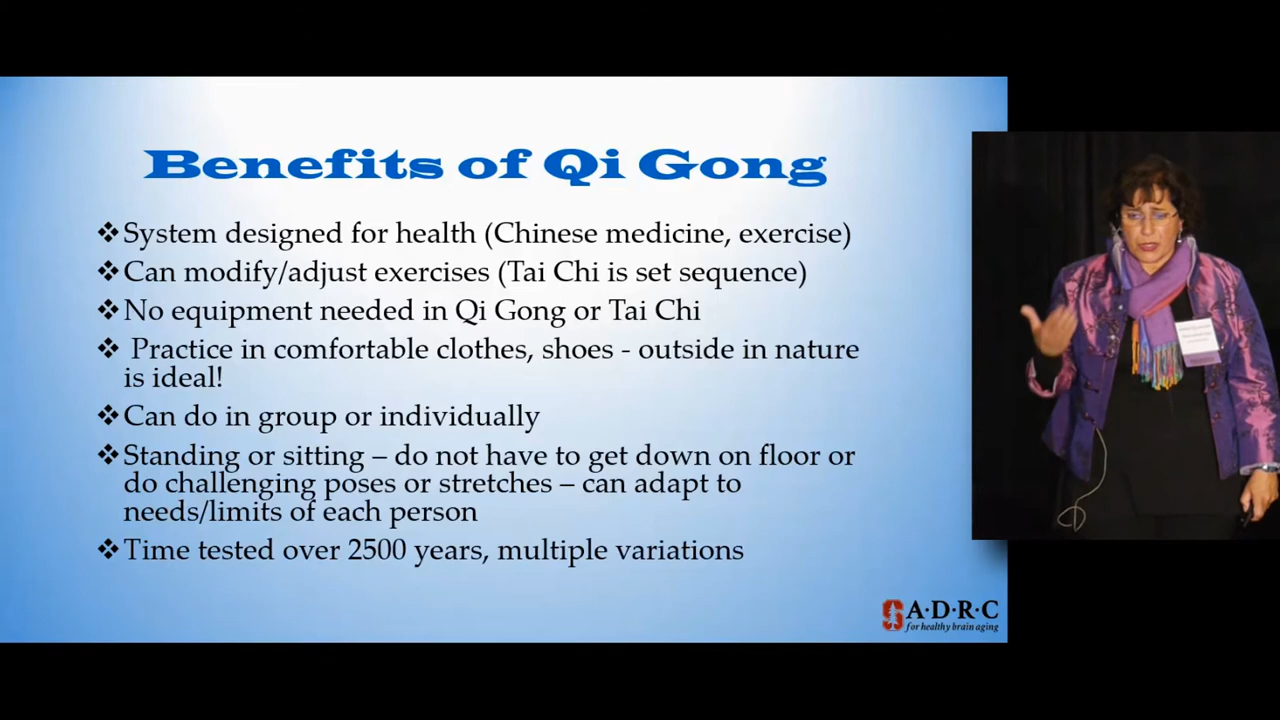 Benefits of Qi Gong
❖System designed for health (Chinese medicine, exercise)
❖Can modify/adjust exercises (Tai Chi is set sequence)
❖No equipment needed in Qi Gong or Tai Chi
❖ Practice in comfortable clothes, shoes - outside in nature
is ideal!
❖Can do in group or individually
❖Standing or sitting – do not have to get down on floor or
do challenging poses or stretches – can adapt to
needs/limits of each person
❖Time tested over 2500 years, multiple variations
S A·D·R·C
for healthy brain aging